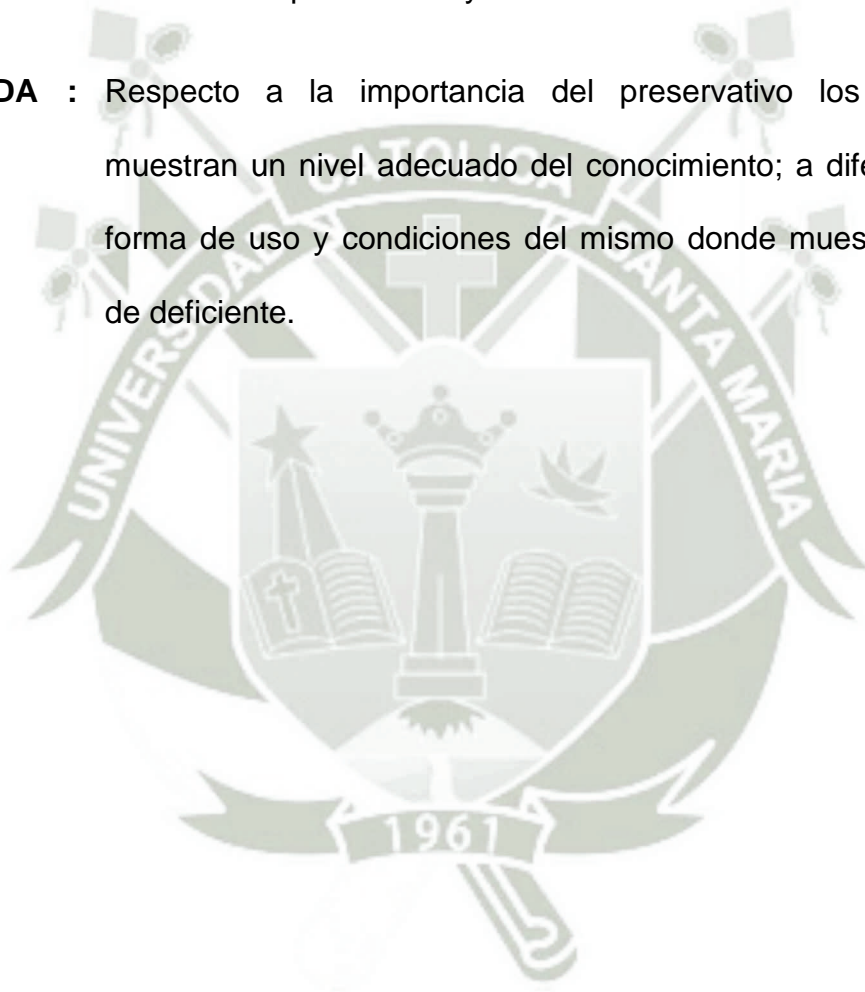 DA : Respecto a la importancia del preservativo los
muestran un nivel adecuado del conocimiento; a dife
forma de uso y condiciones del mismo donde mues
de deficiente.
UNIVERSIDAD CATOLICA SANTA MARIA
1961